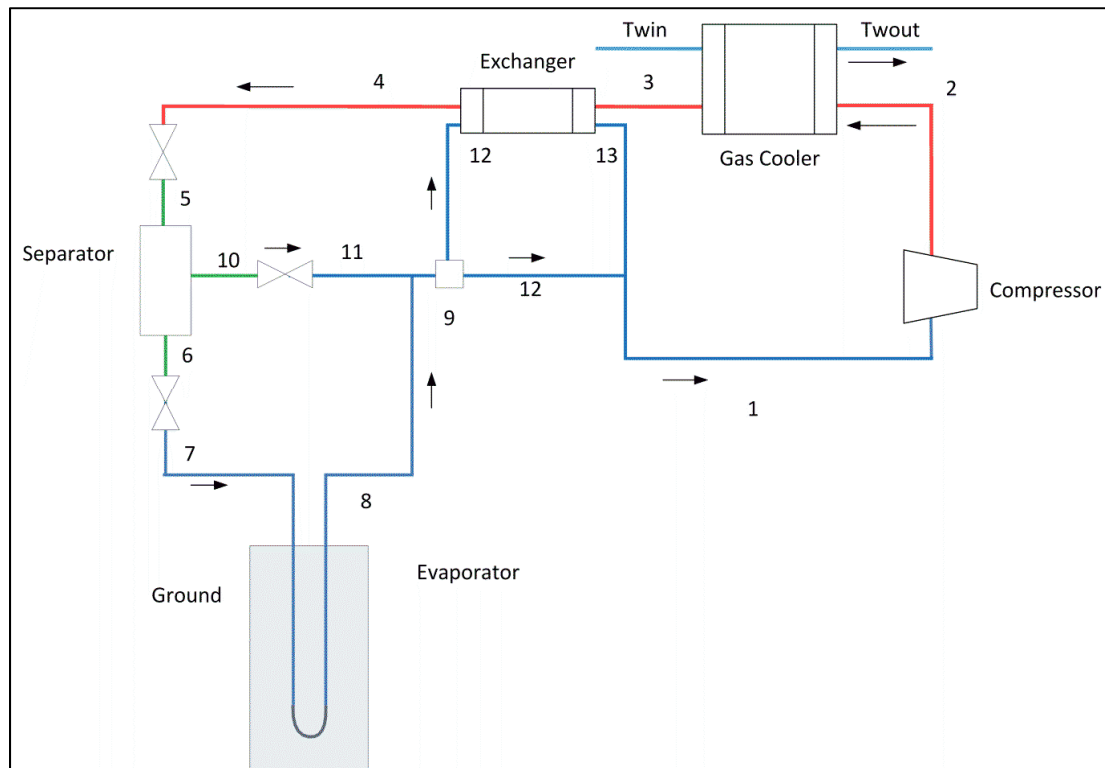 Twin
Twout
Exchanger
4
3
2
12
13
Gas Cooler
5
Separator
10
11
12
Compressor
9
6
1
7
8
Evaporator
Ground